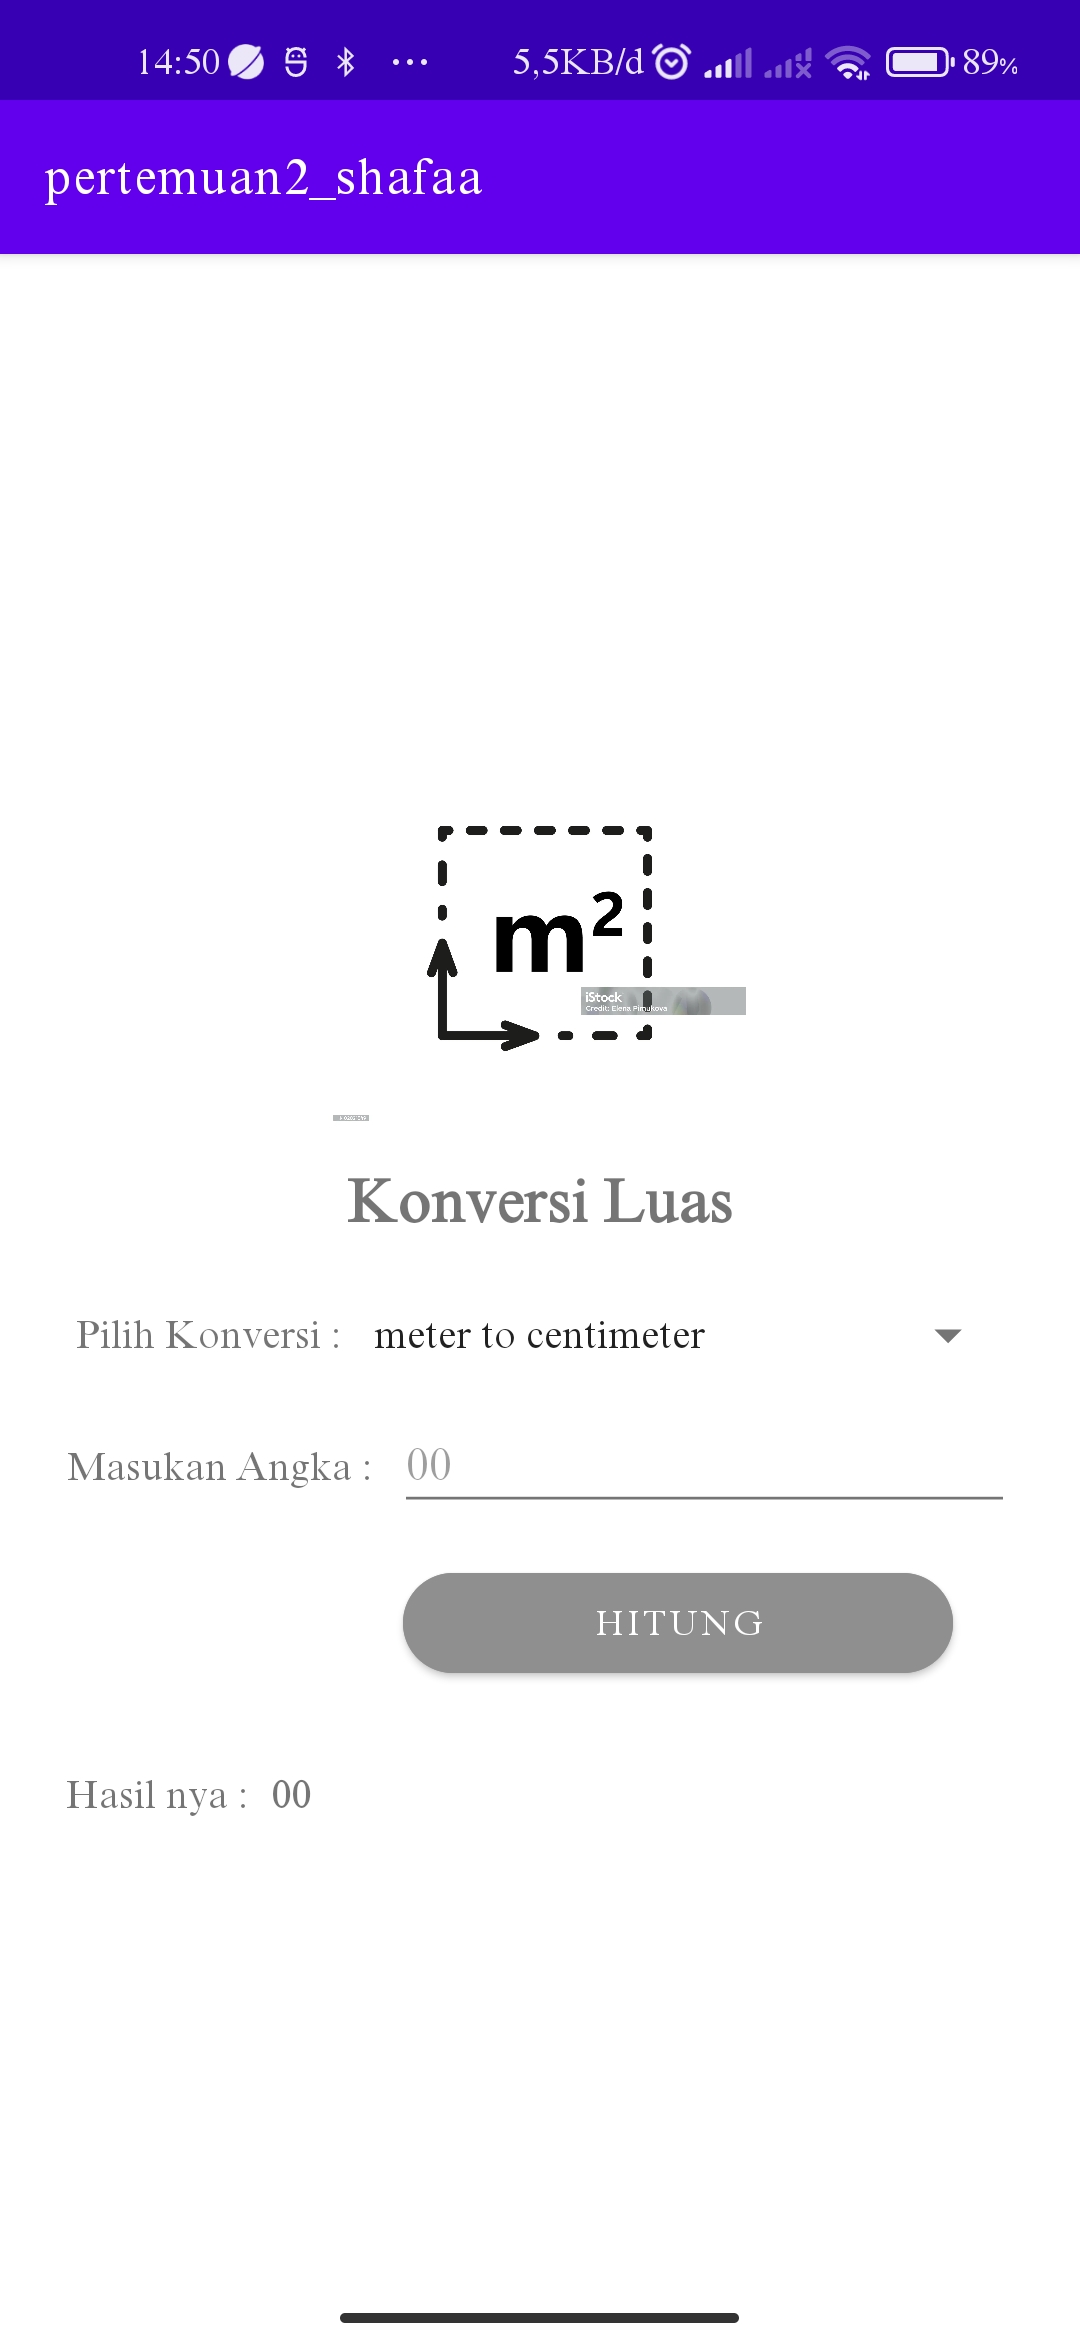 14:50 ... 5,5KB/d 89%
pertemuan2_shafaa
m²
iStock
Credit: Elena Pimukova
Konversi Luas
Pilih Konversi : meter to centimeter
Masukan Angka : 00
HITUNG
Hasil nya : 00